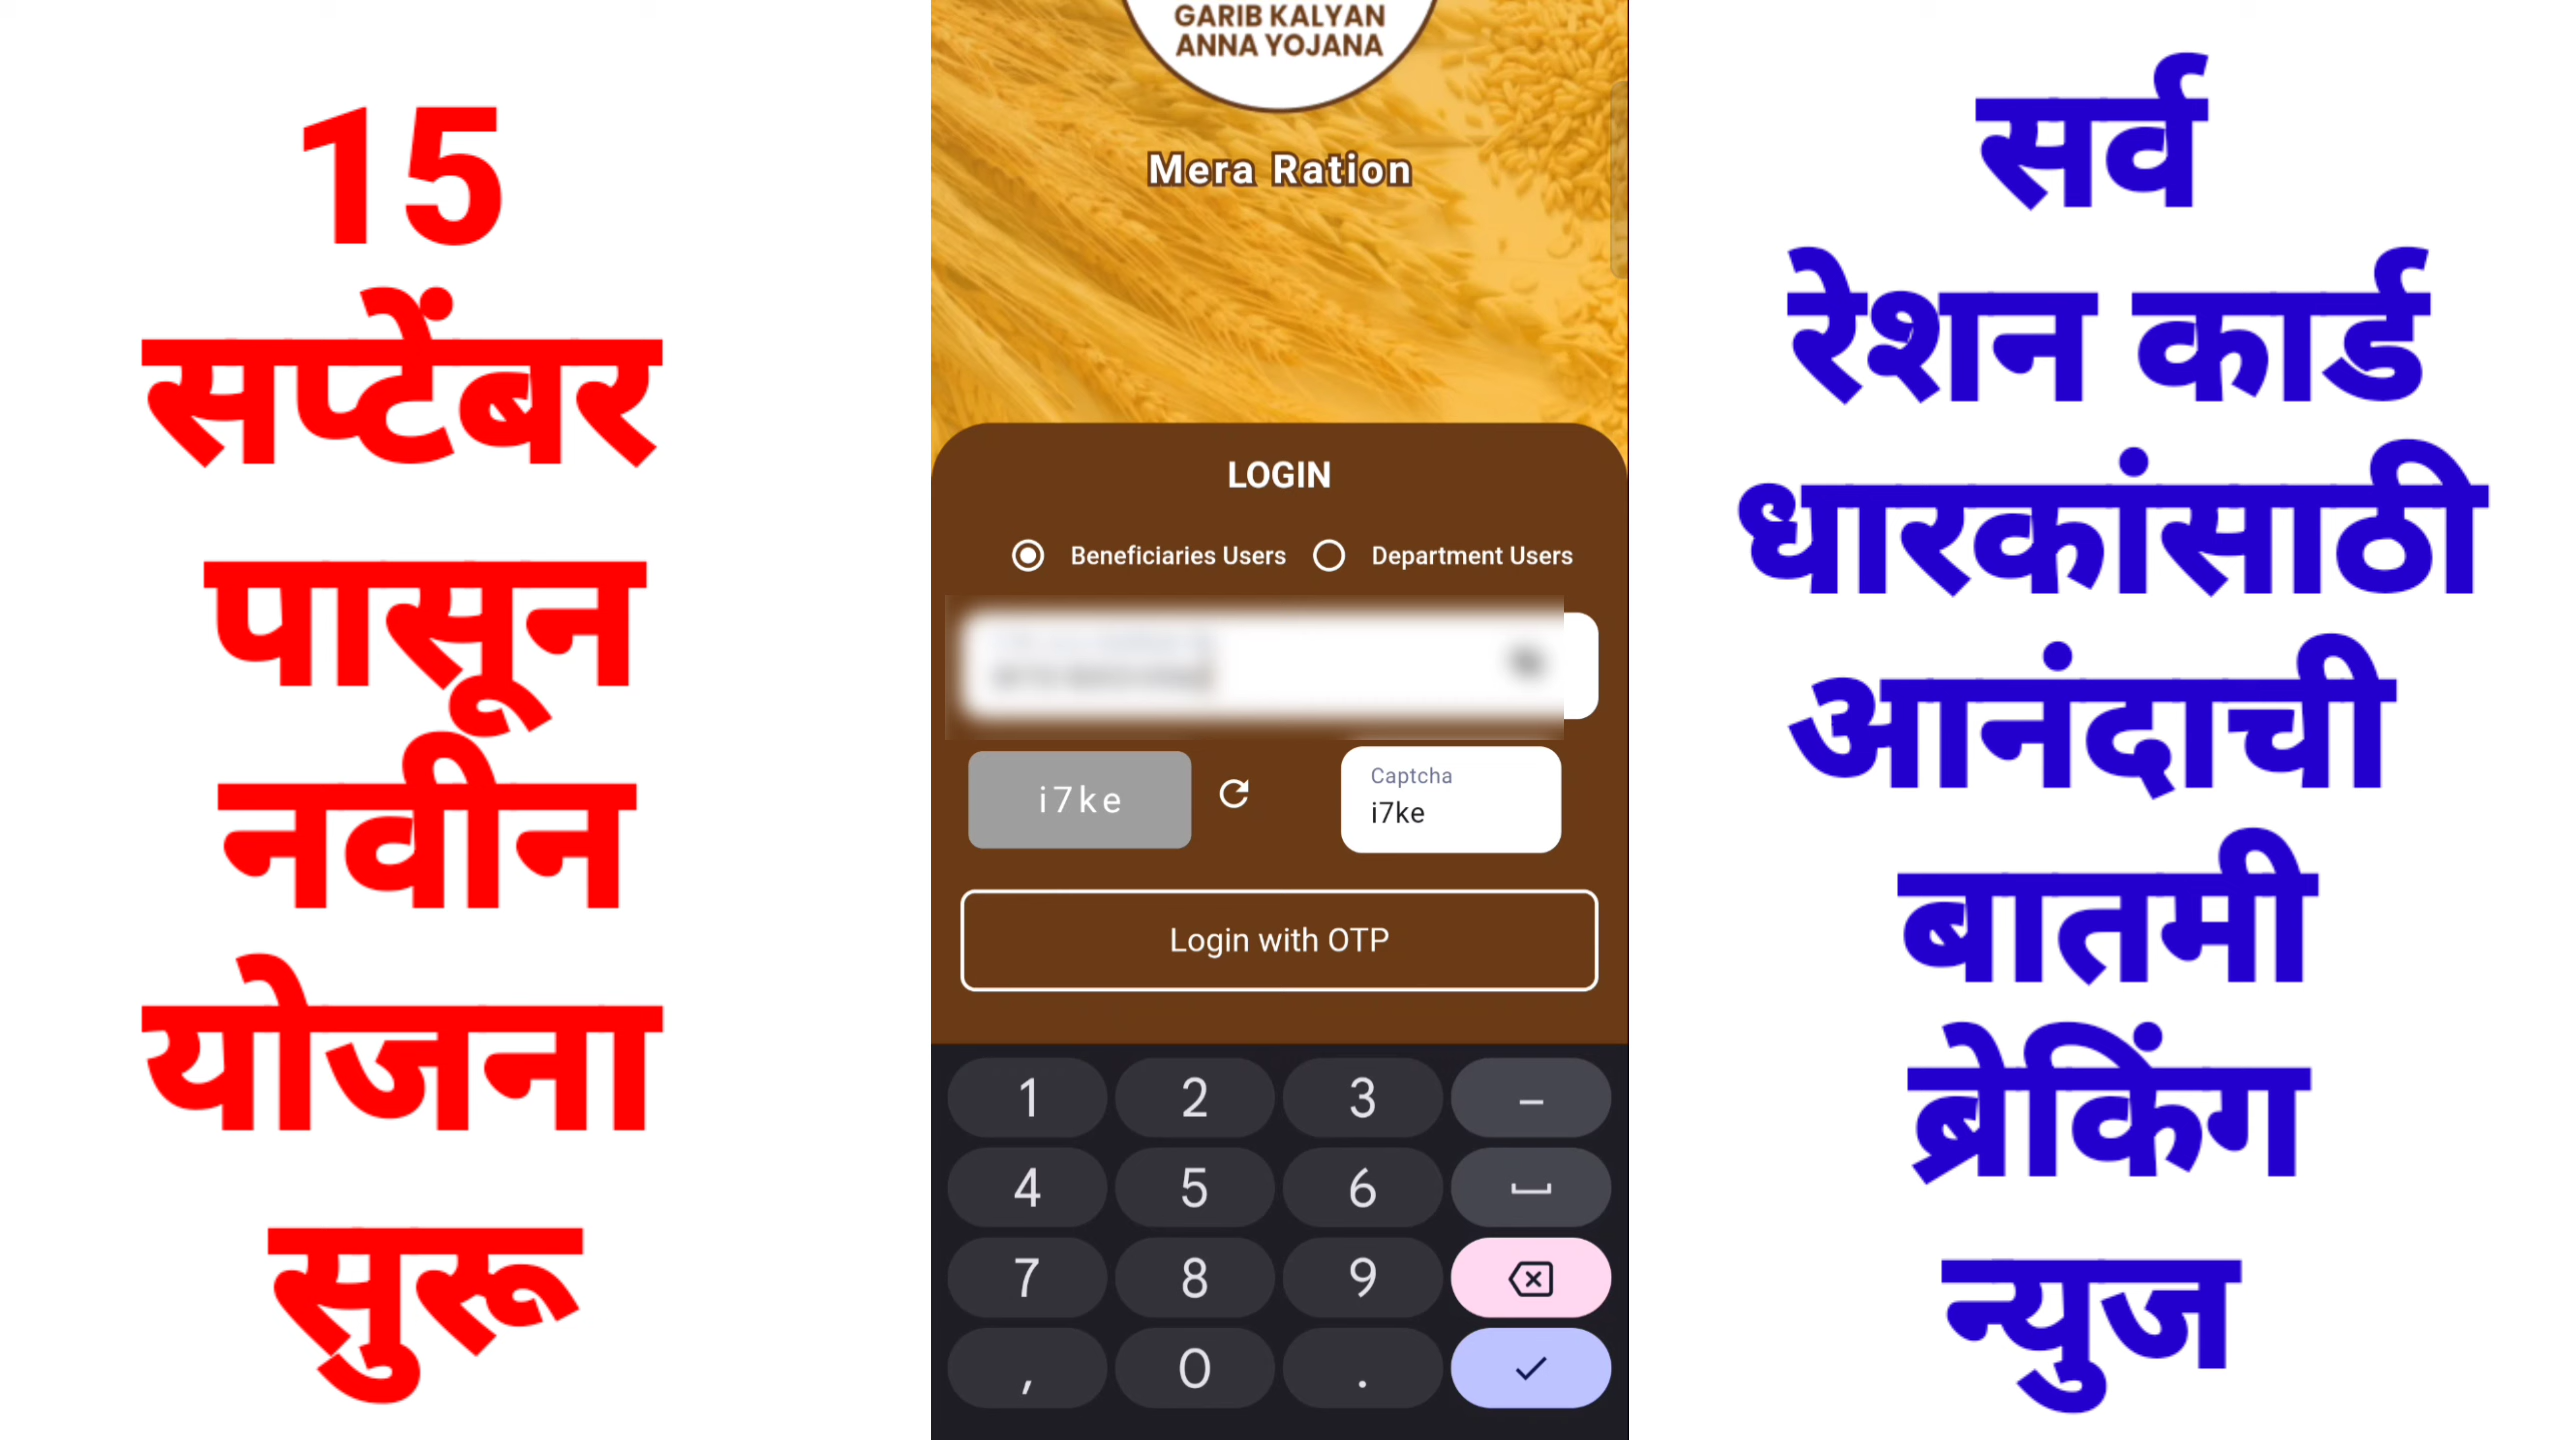 15
सप्टेंबर
पासून
नवीन
योजना
सुरू
GARIB KALYAN
ANNA YOJANA
Mera Ration
LOGIN
Beneficiaries Users
Department Users
i7ke
Captcha
i7ke
Login with OTP
1 2 3 –
4 5 6
7 8 9
, 0 .
सर्व
रेशन कार्ड
धारकांसाठी
आनंदाची
बातमी
ब्रेकिंग
न्युज